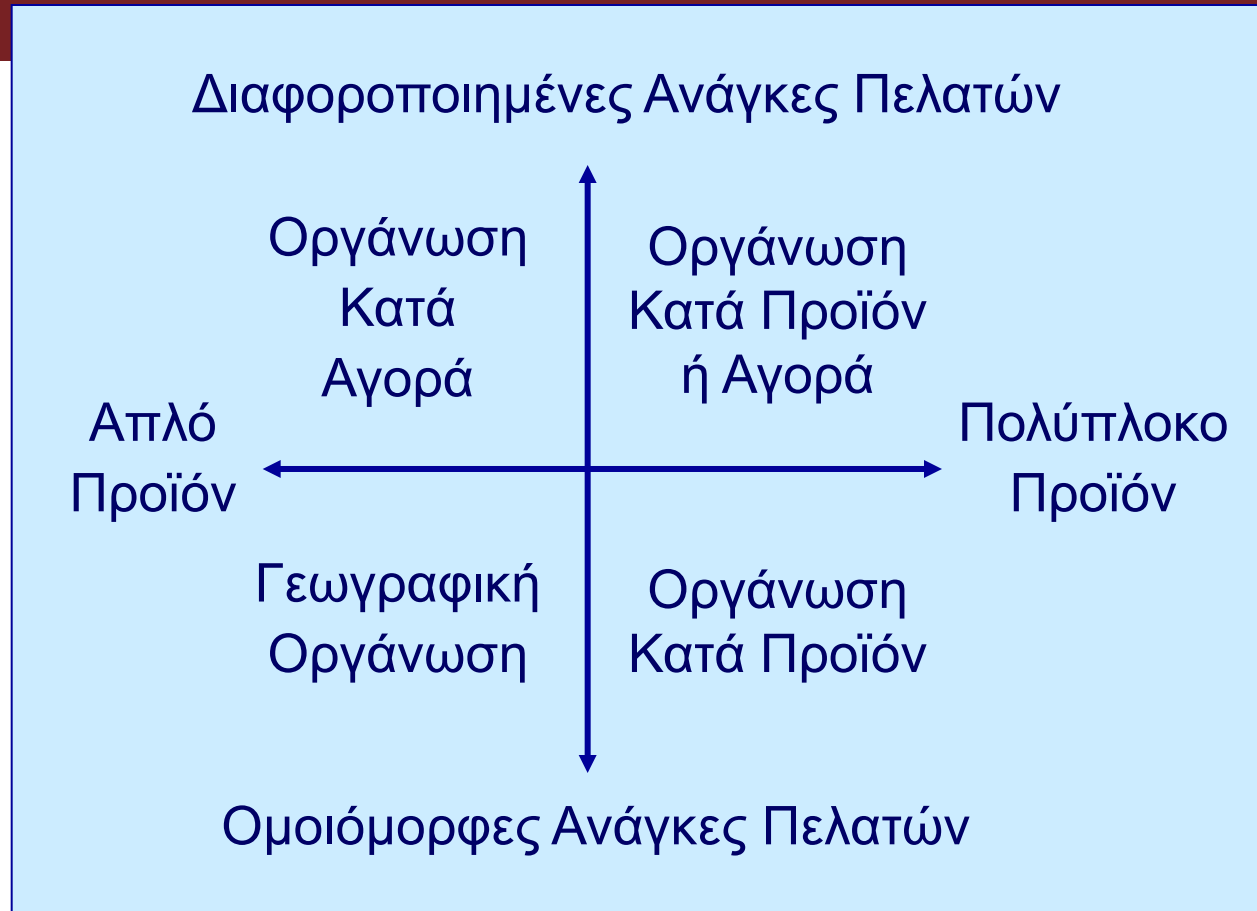 Διαφοροποιημένες Ανάγκες Πελατών
Οργάνωση
Κατά
Αγορά
Οργάνωση
Κατά Προϊόν
ή Αγορά
Απλό
Προϊόν
Πολύπλοκο
Προϊόν
Γεωγραφική
Οργάνωση
Οργάνωση
Κατά Προϊόν
Ομοιόμορφες Ανάγκες Πελατών